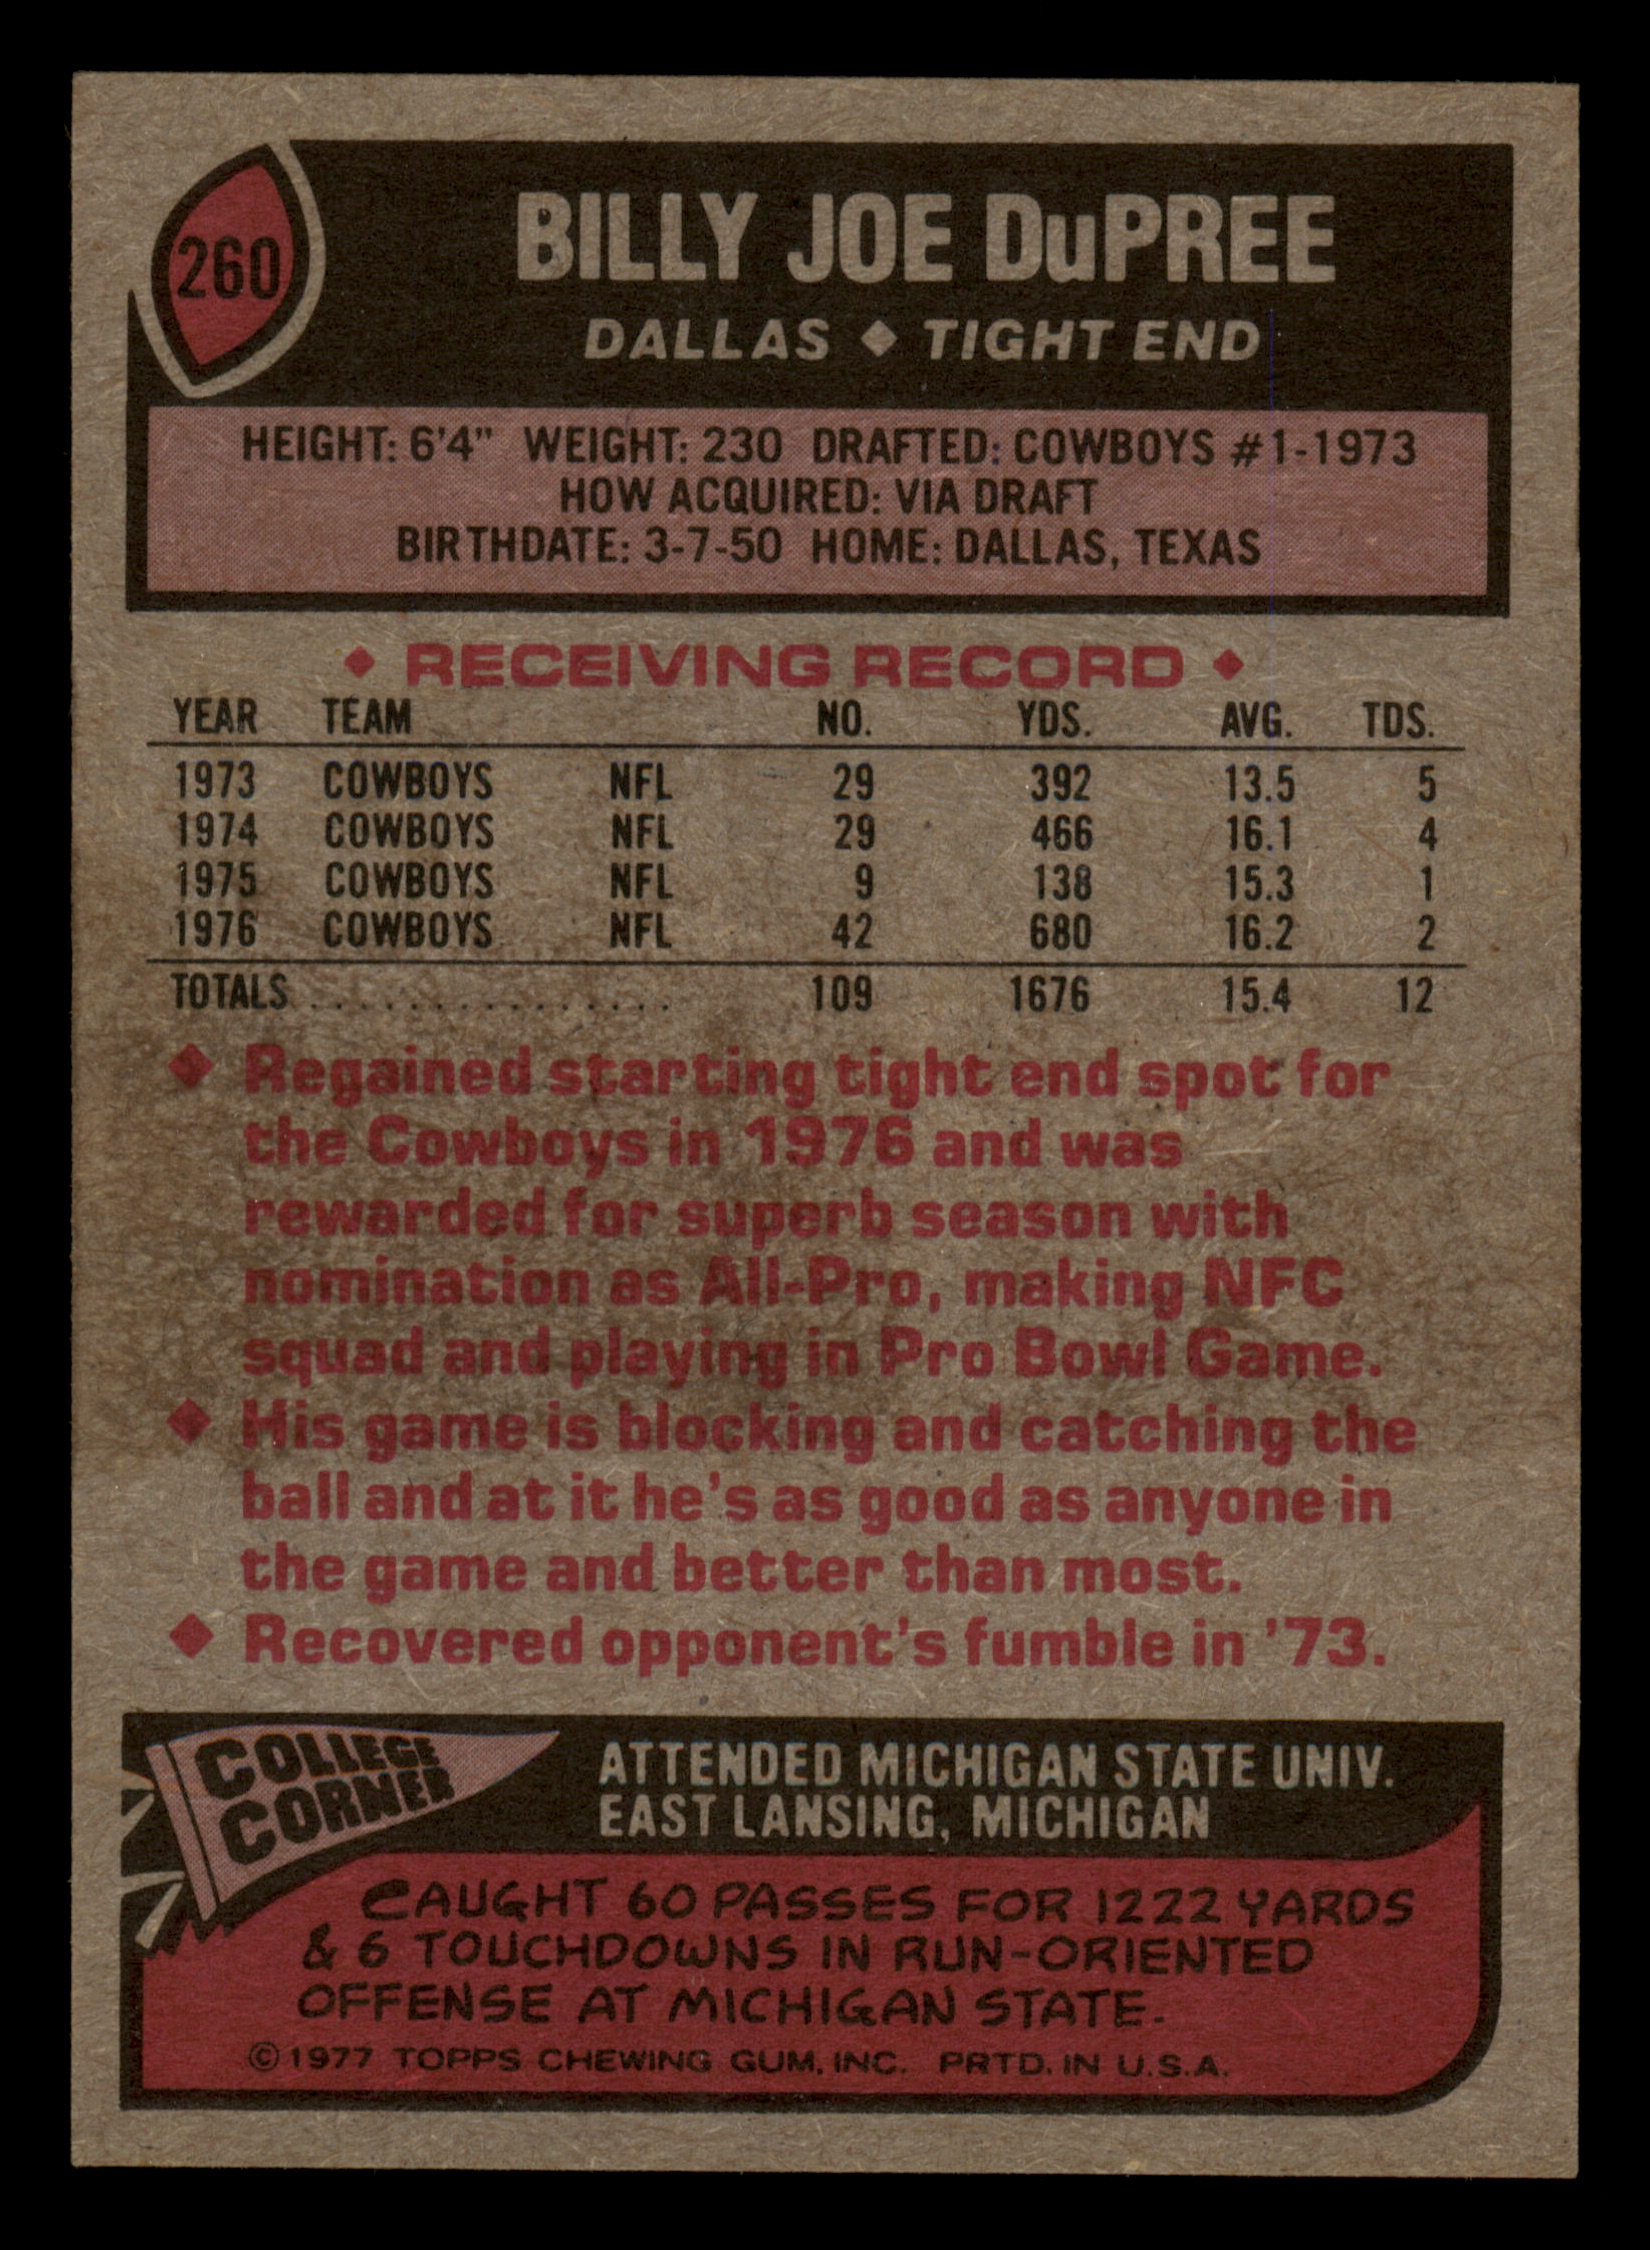 260
BILLY JOE DuPREE
DALLAS ◆ TIGHT END
HEIGHT: 6'4" WEIGHT: 230 DRAFTED: COWBOYS #1-1973
HOW ACQUIRED: VIA DRAFT
BIRTHDATE: 3-7-50 HOME: DALLAS, TEXAS
◆ RECEIVING RECORD ◆
YEAR TEAM NO. YDS. AVG. TDS.
1973 COWBOYS NFL 29 392 13.5 5
1974 COWBOYS NFL 29 466 16.1 4
1975 COWBOYS NFL 9 138 15.3 1
1976 COWBOYS NFL 42 680 16.2 2
TOTALS . . . . . . . . . . . . . . . . 109 1676 15.4 12
◆ Regained starting tight end spot for
the Cowboys in 1976 and was
rewarded for superb season with
nomination as All-Pro, making NFC
squad and playing in Pro Bowl Game.
◆ His game is blocking and catching the
ball and at it he's as good as anyone in
the game and better than most.
◆ Recovered opponent's fumble in '73.
COLLEGE
CORNER
ATTENDED MICHIGAN STATE UNIV.
EAST LANSING, MICHIGAN
CAUGHT 60 PASSES FOR 1222 YARDS
& 6 TOUCHDOWNS IN RUN-ORIENTED
OFFENSE AT MICHIGAN STATE.
© 1977 TOPPS CHEWING GUM, INC. PRTD. IN U.S.A.